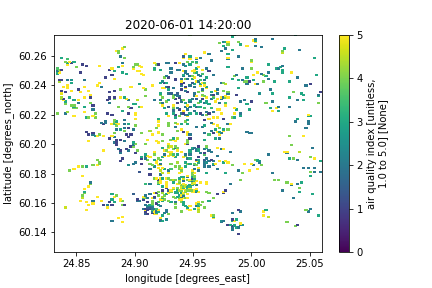 2020-06-01 14:20:00
60.26
60.24
60.22
60.20
60.18
60.16
60.14
latitude [degrees_north]
24.85 24.90 24.95 25.00 25.05
longitude [degrees_east]
5
4
3
2
1
0
air quality index [unitless,
1.0 to 5.0] [None]